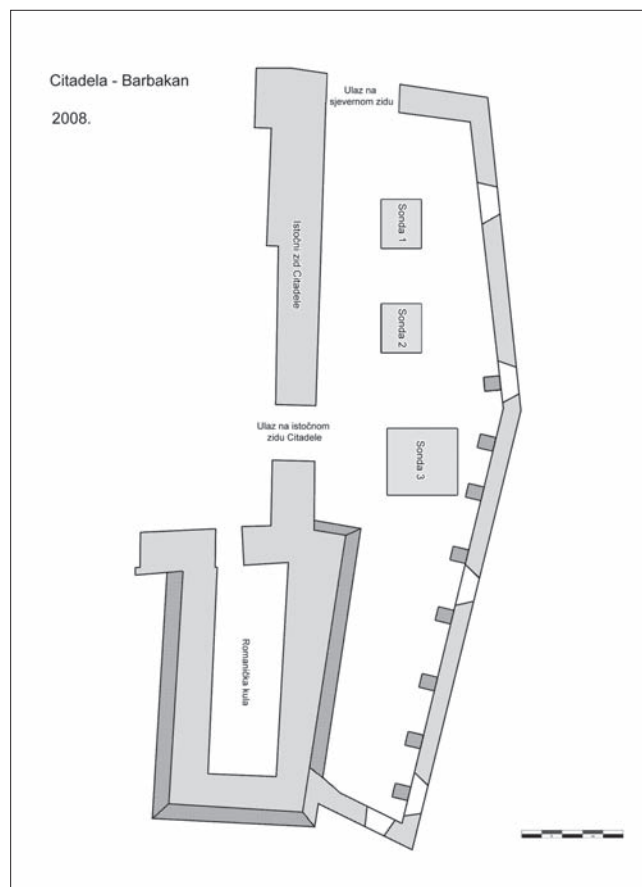 Citadela - Barbakan
2008.
Ulaz na
sjevernom zidu
Sonda 1
Istočni zid Citadele
Sonda 2
Ulaz na istočnom
zidu Citadele
Sonda 3
Romanička kula